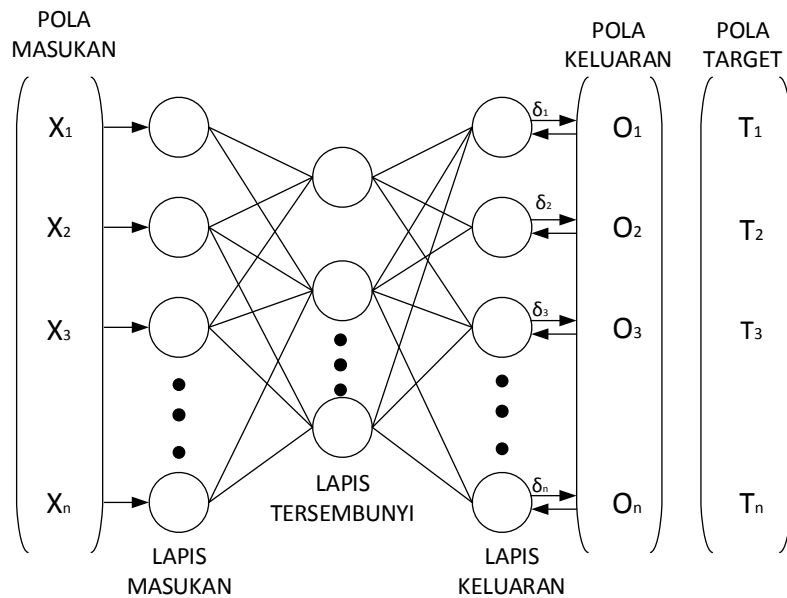 POLA
MASUKAN
POLA
KELUARAN
POLA
TARGET
X₁
δ₁
O₁
T₁
X₂
δ₂
O₂
T₂
X₃
δ₃
O₃
T₃
Xₙ
δₙ
Oₙ
Tₙ
LAPIS
TERSEMBUNYI
LAPIS
MASUKAN
LAPIS
KELUARAN